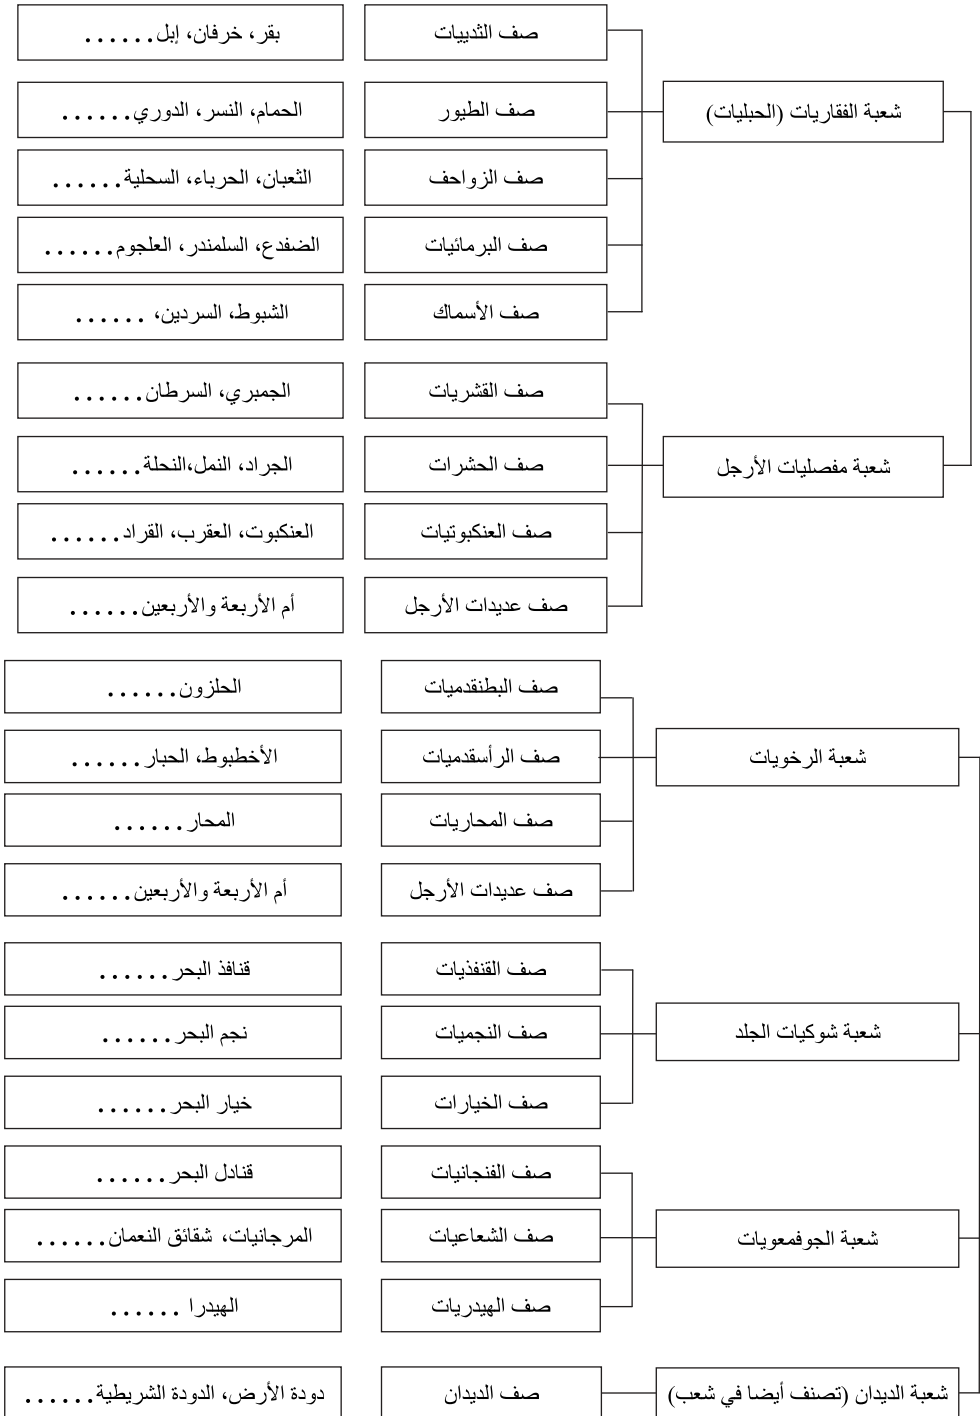 شعبة الفقاريات (الحبليات)
صف الثدييات
بقر، خرفان، إبل......
صف الطيور
الحمام، النسر، الدوري......
صف الزواحف
الثعبان، الحرباء، السحلية......
صف البرمائيات
الضفدع، السلمندر، العلجوم......
صف الأسماك
الشبوط، السردين، ......
شعبة مفصليات الأرجل
صف القشريات
الجمبري، السرطان......
صف الحشرات
الجراد، النمل،النحلة......
صف العنكبوتيات
العنكبوت، العقرب، القراد......
صف عديدات الأرجل
أم الأربعة والأربعين......
شعبة الرخويات
صف البطنقدميات
الحلزون......
صف الرأسقدميات
الأخطبوط، الحبار......
صف المحاريات
المحار......
صف عديدات الأرجل
أم الأربعة والأربعين......
شعبة شوكيات الجلد
صف القنفذيات
قنافذ البحر......
صف النجميات
نجم البحر......
صف الخيارات
خيار البحر......
شعبة الجوفمعويات
صف الفنجانيات
قنادل البحر......
صف الشعاعيات
المرجانيات، شقائق النعمان......
صف الهيدريات
الهيدرا ......
شعبة الديدان (تصنف أيضا في شعب)
صف الديدان
دودة الأرض، الدودة الشريطية......